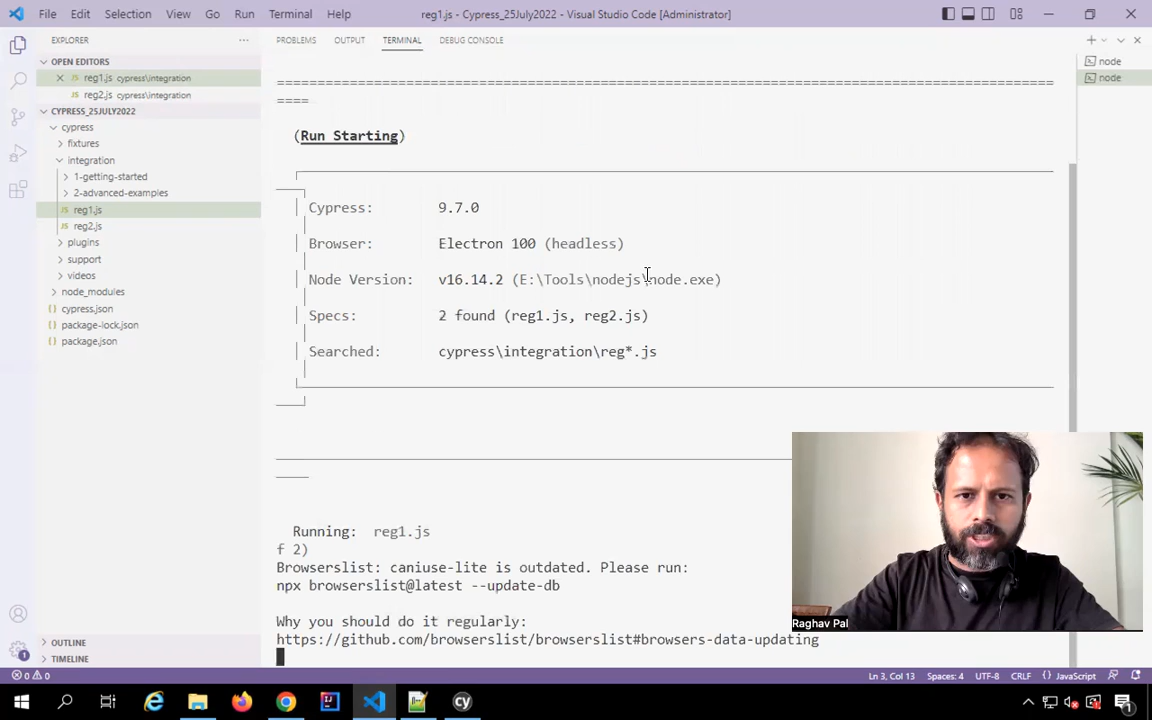 File Edit Selection View Go Run Terminal Help reg1.js - Cypress_25July2022 - Visual Studio Code [Administrator]
EXPLORER
OPEN EDITORS
reg1.js cypress\integration
reg2.js cypress\integration
CYPRESS_25JULY2022
cypress
fixtures
integration
1-getting-started
2-advanced-examples
reg1.js
reg2.js
plugins
support
videos
node_modules
cypress.json
package-lock.json
package.json
OUTLINE
TIMELINE
PROBLEMS OUTPUT TERMINAL DEBUG CONSOLE
node
node
(Run Starting)
Cypress: 9.7.0
Browser: Electron 100 (headless)
Node Version: v16.14.2 (E:\Tools\nodejs\node.exe)
Specs: 2 found (reg1.js, reg2.js)
Searched: cypress\integration\reg*.js
Running: reg1.js
f 2)
Browserslist: caniuse-lite is outdated. Please run:
npx browserslist@latest --update-db
Why you should do it regularly:
https://github.com/browserslist/browserslist#browsers-data-updating
Raghav Pal
0 0 Ln 3, Col 13 Spaces: 4 UTF-8 CRLF {} JavaScript
cy